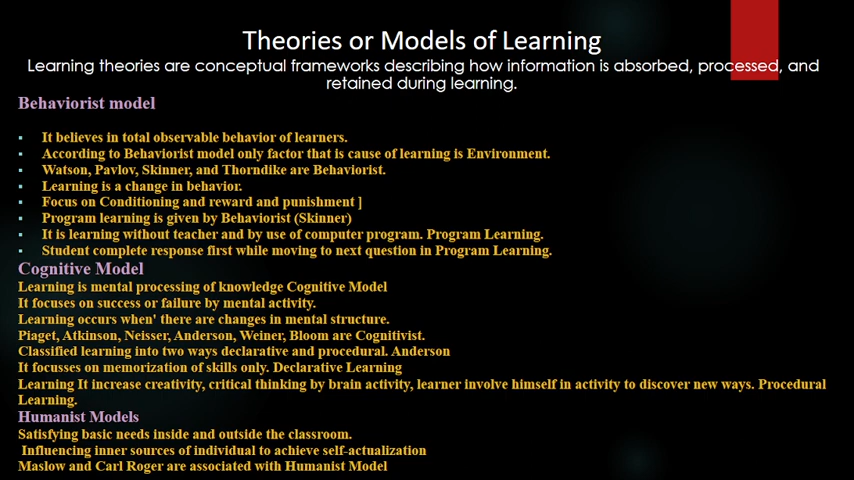 Theories or Models of Learning
Learning theories are conceptual frameworks describing how information is absorbed, processed, and
retained during learning.
Behaviorist model
▪ It believes in total observable behavior of learners.
▪ According to Behaviorist model only factor that is cause of learning is Environment.
▪ Watson, Pavlov, Skinner, and Thorndike are Behaviorist.
▪ Learning is a change in behavior.
▪ Focus on Conditioning and reward and punishment ]
▪ Program learning is given by Behaviorist (Skinner)
▪ It is learning without teacher and by use of computer program. Program Learning.
▪ Student complete response first while moving to next question in Program Learning.
Cognitive Model
Learning is mental processing of knowledge Cognitive Model
It focuses on success or failure by mental activity.
Learning occurs when' there are changes in mental structure.
Piaget, Atkinson, Neisser, Anderson, Weiner, Bloom are Cognitivist.
Classified learning into two ways declarative and procedural. Anderson
It focusses on memorization of skills only. Declarative Learning
Learning It increase creativity, critical thinking by brain activity, learner involve himself in activity to discover new ways. Procedural
Learning.
Humanist Models
Satisfying basic needs inside and outside the classroom.
Influencing inner sources of individual to achieve self-actualization
Maslow and Carl Roger are associated with Humanist Model